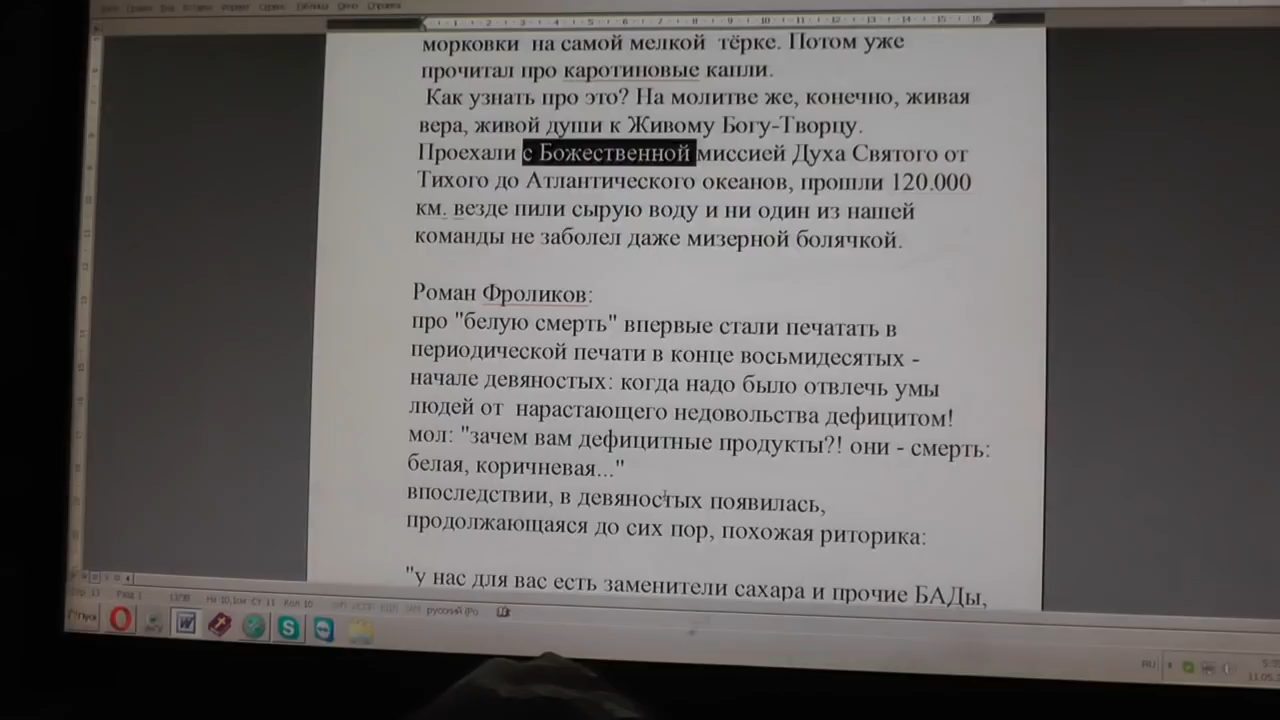 морковки на самой мелкой тёрке. Потом уже
прочитал про каротиновые капли.
Как узнать про это? На молитве же, конечно, живая
вера, живой души к Живому Богу-Творцу.
Проехали с Божественной миссией Духа Святого от
Тихого до Атлантического океанов, прошли 120.000
км. везде пили сырую воду и ни один из нашей
команды не заболел даже мизерной болячкой.
Роман Фроликов:
про "белую смерть" впервые стали печатать в
периодической печати в конце восьмидесятых -
начале девяностых: когда надо было отвлечь умы
людей от нарастающего недовольства дефицитом!
мол: "зачем вам дефицитные продукты?! они - смерть:
белая, коричневая..."
впоследствии, в девяностых появилась,
продолжающаяся до сих пор, похожая риторика:
"у нас для вас есть заменители сахара и прочие БАДы,
русский (Ро
RU